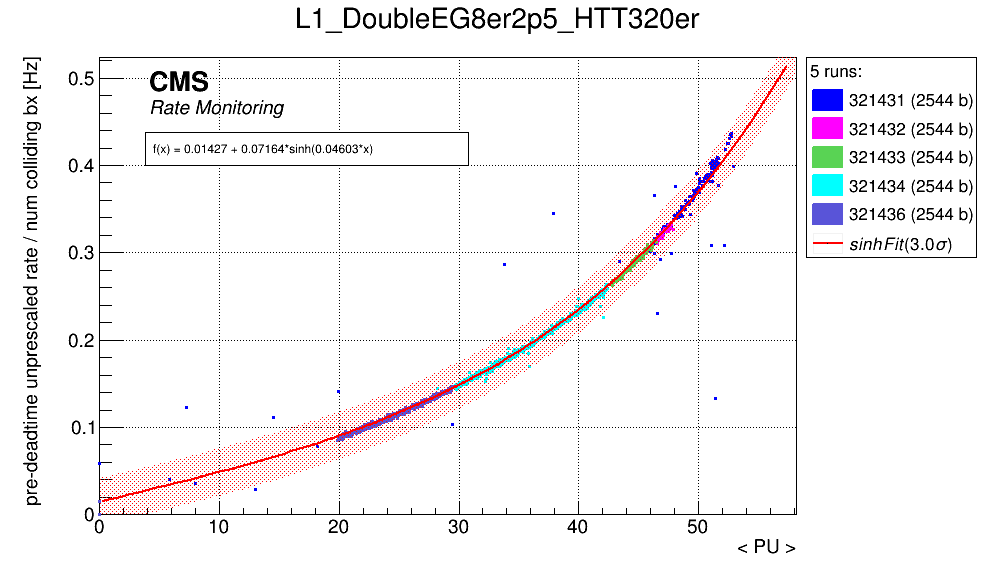 L1_DoubleEG8er2p5_HTT320er
pre-deadtime unprescaled rate / num colliding bx [Hz]
CMS
Rate Monitoring
f(x) = 0.01427 + 0.07164*sinh(0.04603*x)
0.5
0.4
0.3
0.2
0.1
0
0 10 20 30 40 50
< PU >
5 runs:
321431 (2544 b)
321432 (2544 b)
321433 (2544 b)
321434 (2544 b)
321436 (2544 b)
sinhFit(3.0σ)